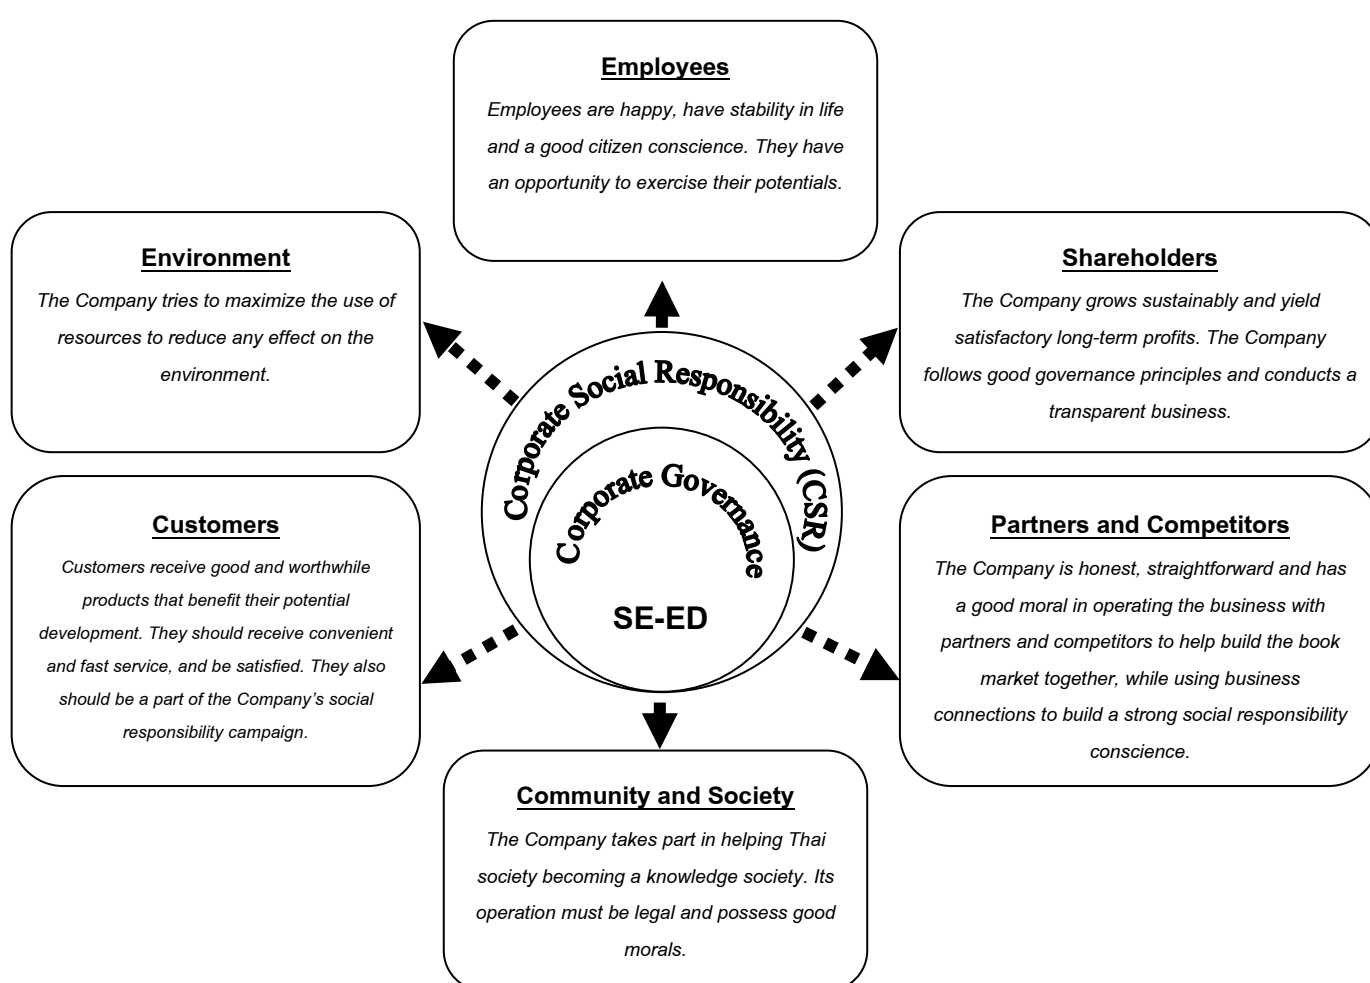 Employees
Employees are happy, have stability in life
and a good citizen conscience. They have
an opportunity to exercise their potentials.
Environment
The Company tries to maximize the use of
resources to reduce any effect on the
environment.
Shareholders
The Company grows sustainably and yield
satisfactory long-term profits. The Company
follows good governance principles and conducts a
transparent business.
Corporate Social Responsibility (CSR)
Corporate Governance
SE-ED
Customers
Customers receive good and worthwhile
products that benefit their potential
development. They should receive convenient
and fast service, and be satisfied. They also
should be a part of the Company’s social
responsibility campaign.
Partners and Competitors
The Company is honest, straightforward and has
a good moral in operating the business with
partners and competitors to help build the book
market together, while using business
connections to build a strong social responsibility
conscience.
Community and Society
The Company takes part in helping Thai
society becoming a knowledge society. Its
operation must be legal and possess good
morals.